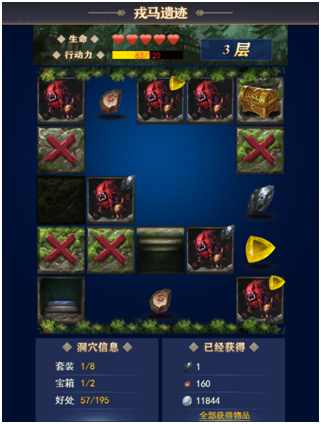 戎马遗迹
生命
行动力 63/120
3 层
洞穴信息
套装 1/8
宝箱 1/2
好处 57/195
已经获得
1
160
11844
全部获得物品